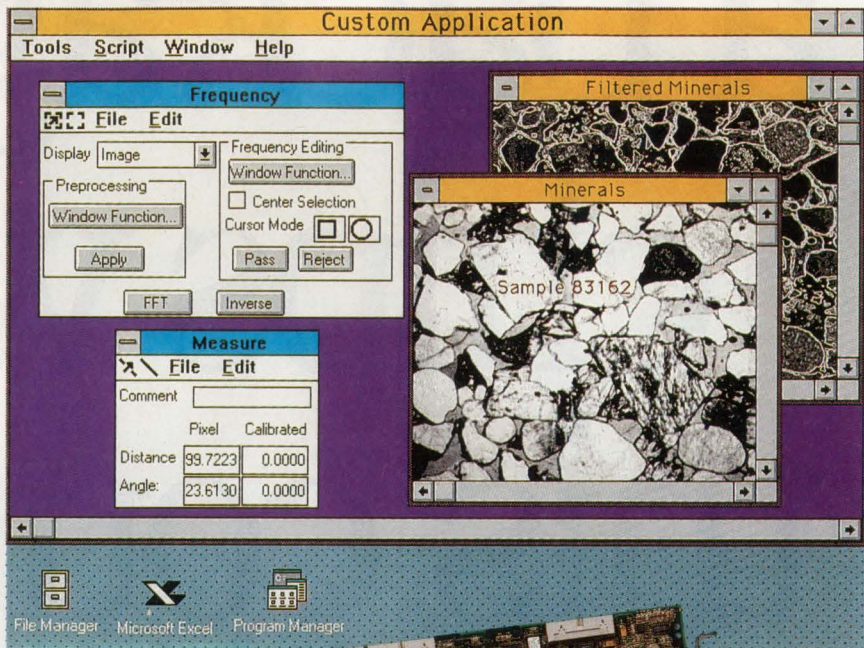 Custom Application
Tools Script Window Help
Frequency
File Edit
Display Image
Preprocessing
Window Function...
Apply
Frequency Editing
Window Function...
Center Selection
Cursor Mode
Pass Reject
FFT Inverse
Filtered Minerals
Minerals
Sample 83162
Measure
File Edit
Comment
Pixel Calibrated
Distance 99.7223 0.0000
Angle: 23.6130 0.0000
File Manager Microsoft Excel Program Manager